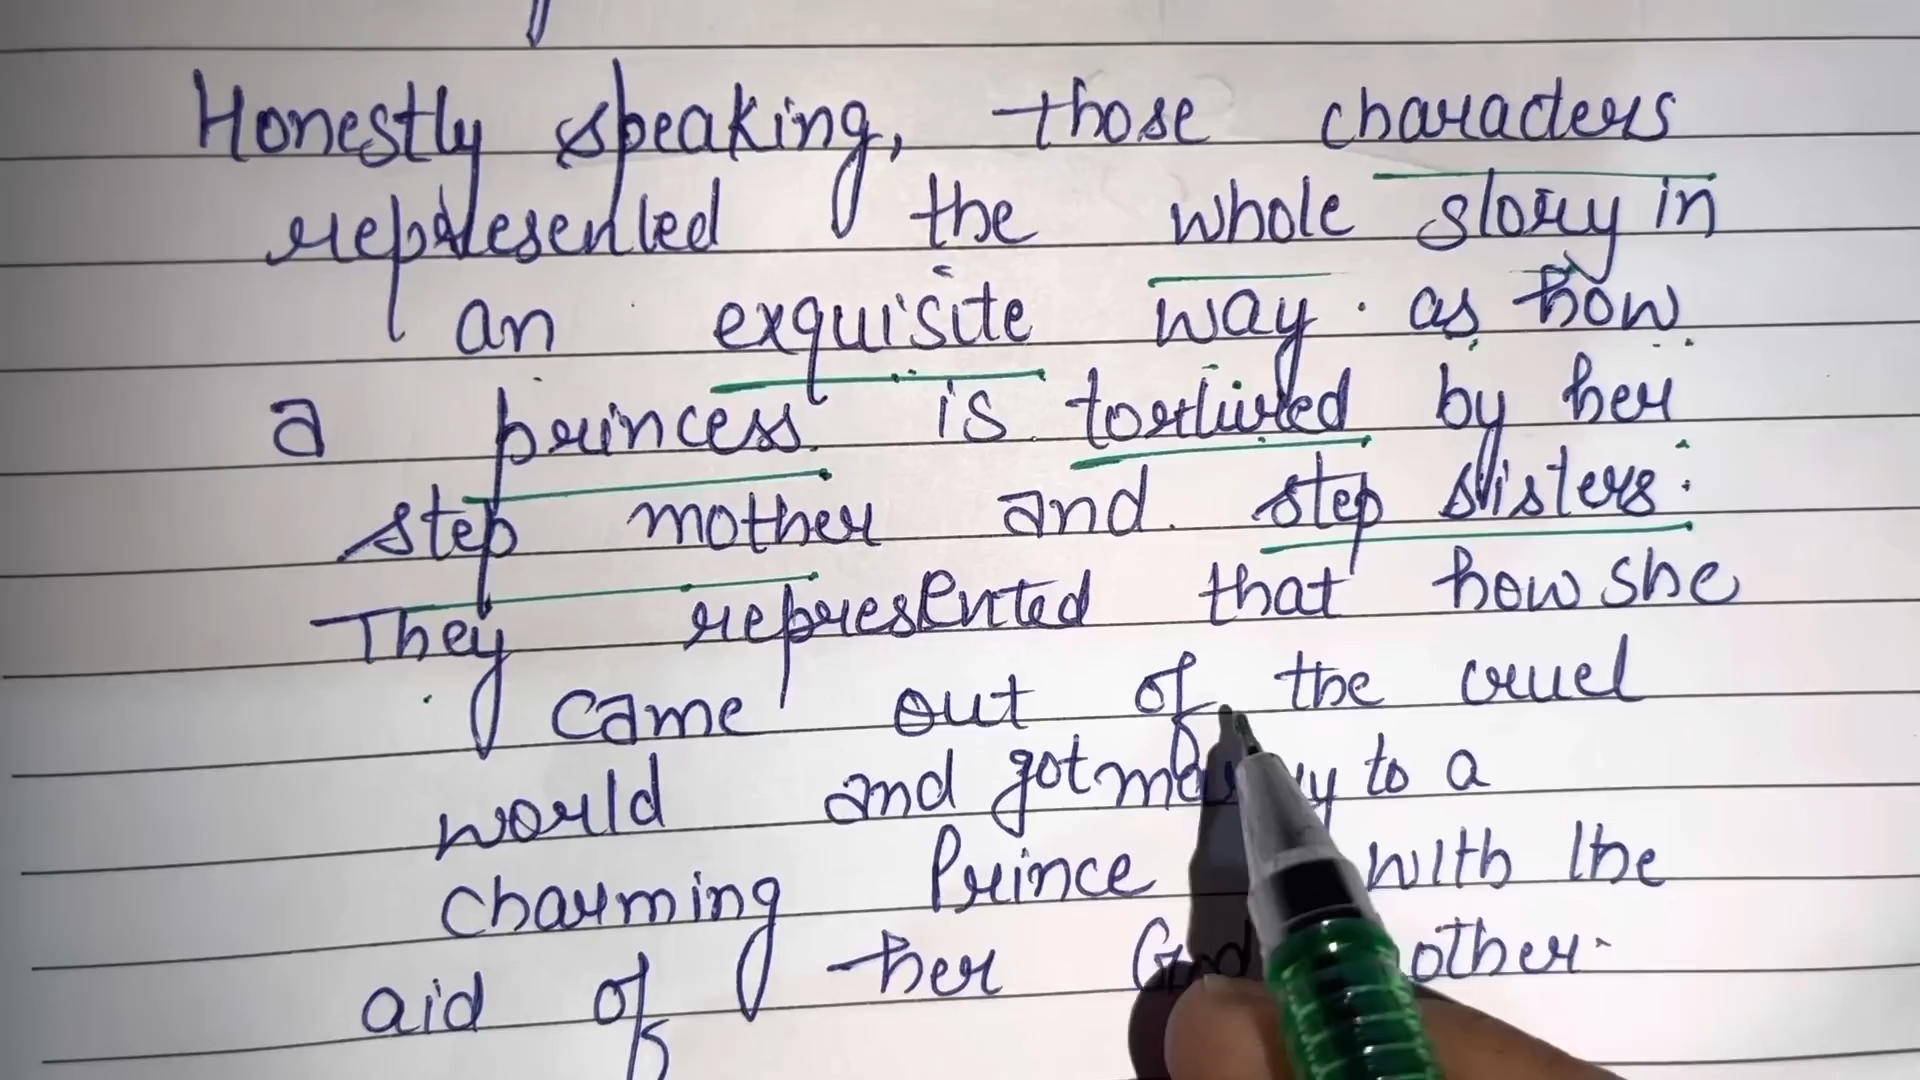 Honestly speaking, those characters
represented the whole story in
an exquisite way. as how
a princess is tortured by her
step mother and step sisters.
They represented that how she
came out of the cruel
world and got to a
charming Prince with the
aid of her